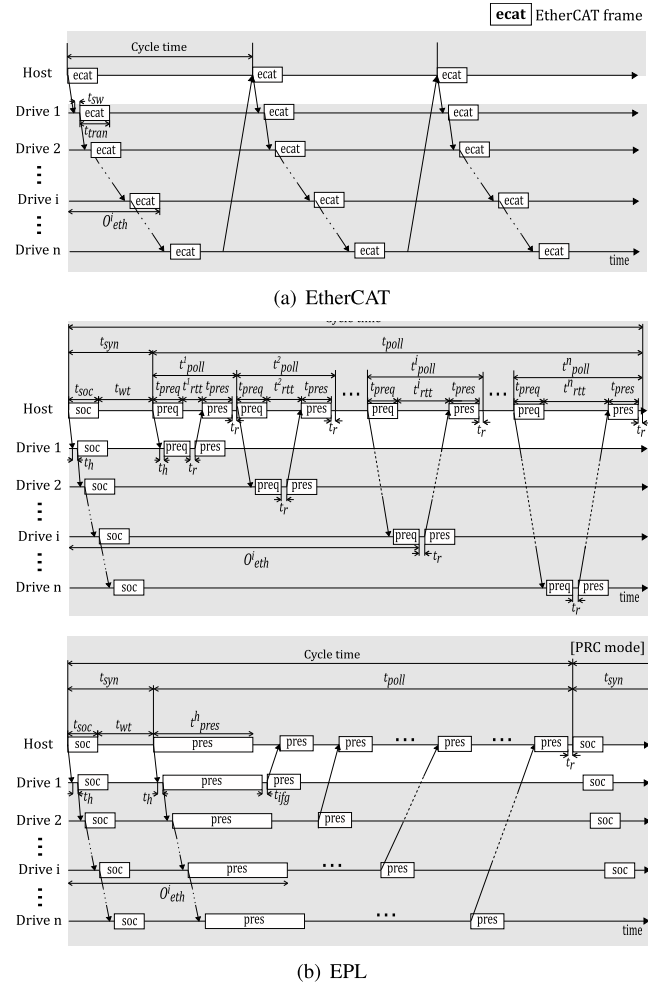 ecat EtherCAT frame
Cycle time
Host ecat ecat ecat
t_sw
Drive 1 ecat ecat ecat
t_tran
Drive 2 ecat ecat ecat
Drive i ecat ecat ecat
O^i_eth
Drive n ecat ecat ecat
time
(a) EtherCAT
Cycle time
t_syn t_poll
t^1_poll t^2_poll t^i_poll t^n_poll
t_soc t_wt t_preq t^1_rtt t_pres t_preq t^2_rtt t_pres ... t_preq t^i_rtt t_pres ... t_preq t^n_rtt t_pres
Host soc preq pres preq pres preq pres preq pres
t_r t_r t_r t_r
Drive 1 soc preq pres
t_h t_h t_r
Drive 2 soc preq pres
t_r
Drive i soc preq pres
O^i_eth t_r
Drive n soc preq pres
time
t_r
[PRC mode]
Cycle time
t_syn t_poll t_syn
t_soc t_wt t^h_pres
Host soc pres pres pres ... pres ... pres soc
t_r
Drive 1 soc pres pres soc
t_h t_h t_ifg
Drive 2 soc pres pres soc
Drive i soc pres ... pres soc
O^i_eth
Drive n soc pres ... pres
time
(b) EPL